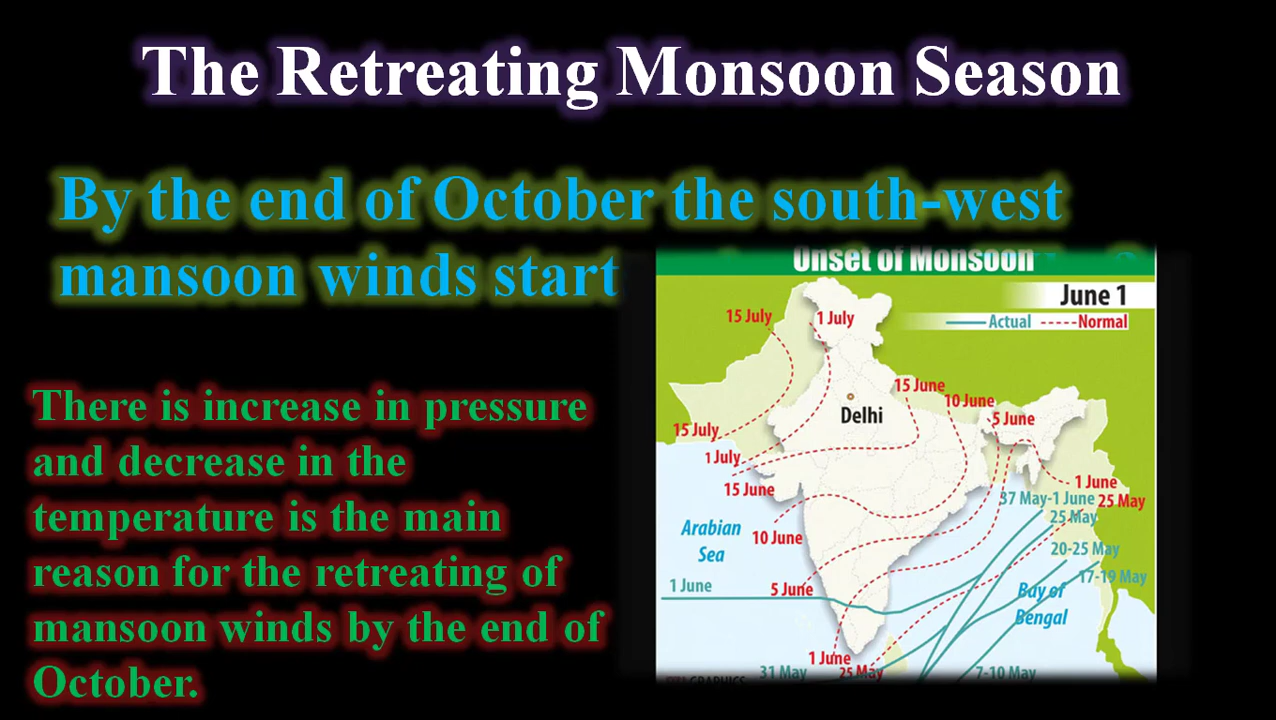 The Retreating Monsoon Season
By the end of October the south-west
mansoon winds start
There is increase in pressure
and decrease in the
temperature is the main
reason for the retreating of
mansoon winds by the end of
October.
Onset of Monsoon
June 1
Actual Normal
15 July 1 July
15 June
10 June
5 June
Delhi
15 July
1 July
15 June
1 June
37 May-1 June 25 May
25 May
Arabian
Sea
10 June
20-25 May
17-19 May
1 June
5 June
Bay of
Bengal
1 June
31 May 25 May 7-10 May
GRAPHICS